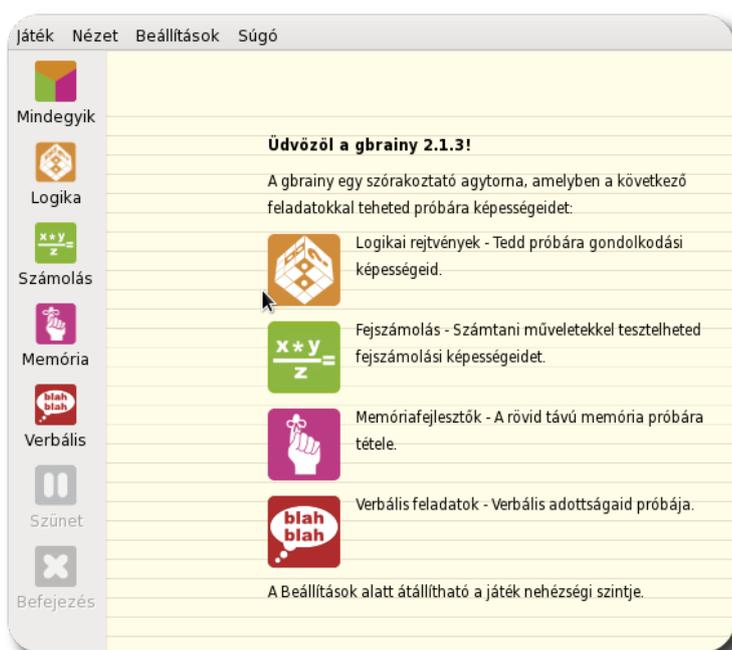 Játék Nézet Beállítások Súgó
Mindegyik
Logika
x*y
z
=
Számolás
Memória
blah
blah
Verbális
Szünet
Befejezés
Üdvözöl a gbrainy 2.1.3!
A gbrainy egy szórakoztató agytorna, amelyben a következő
feladatokkal teheted próbára képességeidet:
Logikai rejtvények - Tedd próbára gondolkodási
képességeid.
x*y
z
=
Fejszámolás - Számtani műveletekkel tesztelheted
fejszámolási képességeidet.
Memóriafejlesztők - A rövid távú memória próbára
tétele.
blah
blah
Verbális feladatok - Verbális adottságaid próbája.
A Beállítások alatt átállítható a játék nehézségi szintje.